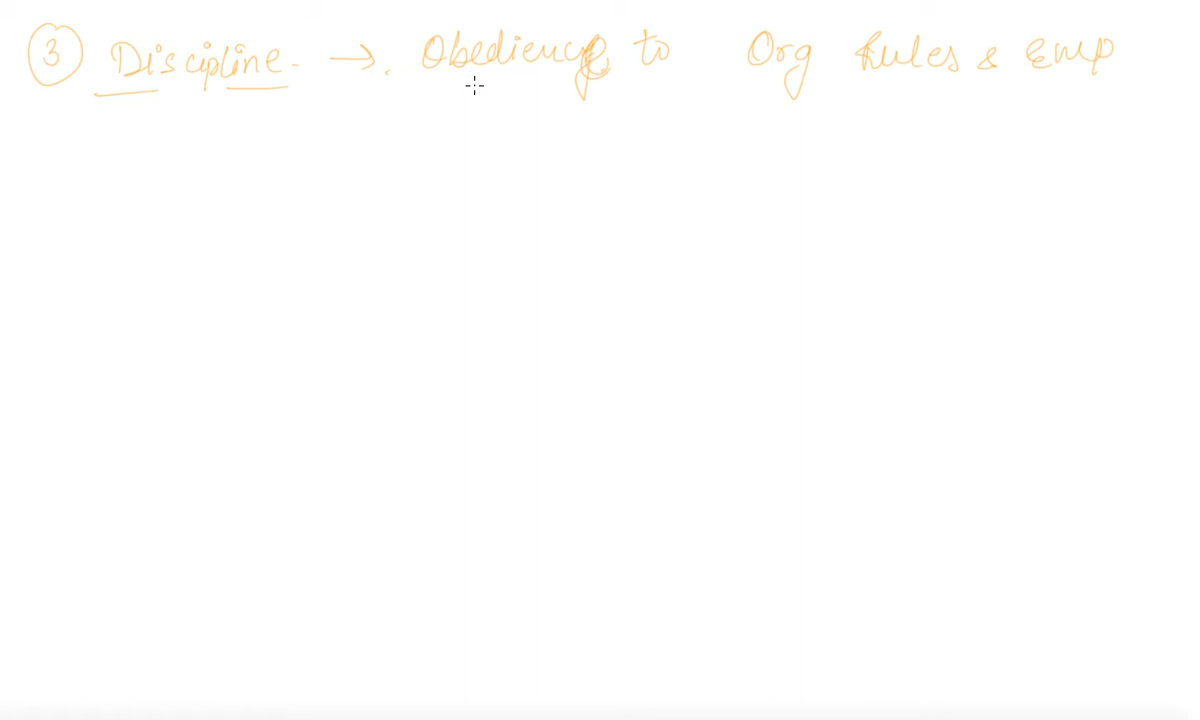 ③ Discipline. → . Obedience to Org Rules & Emp